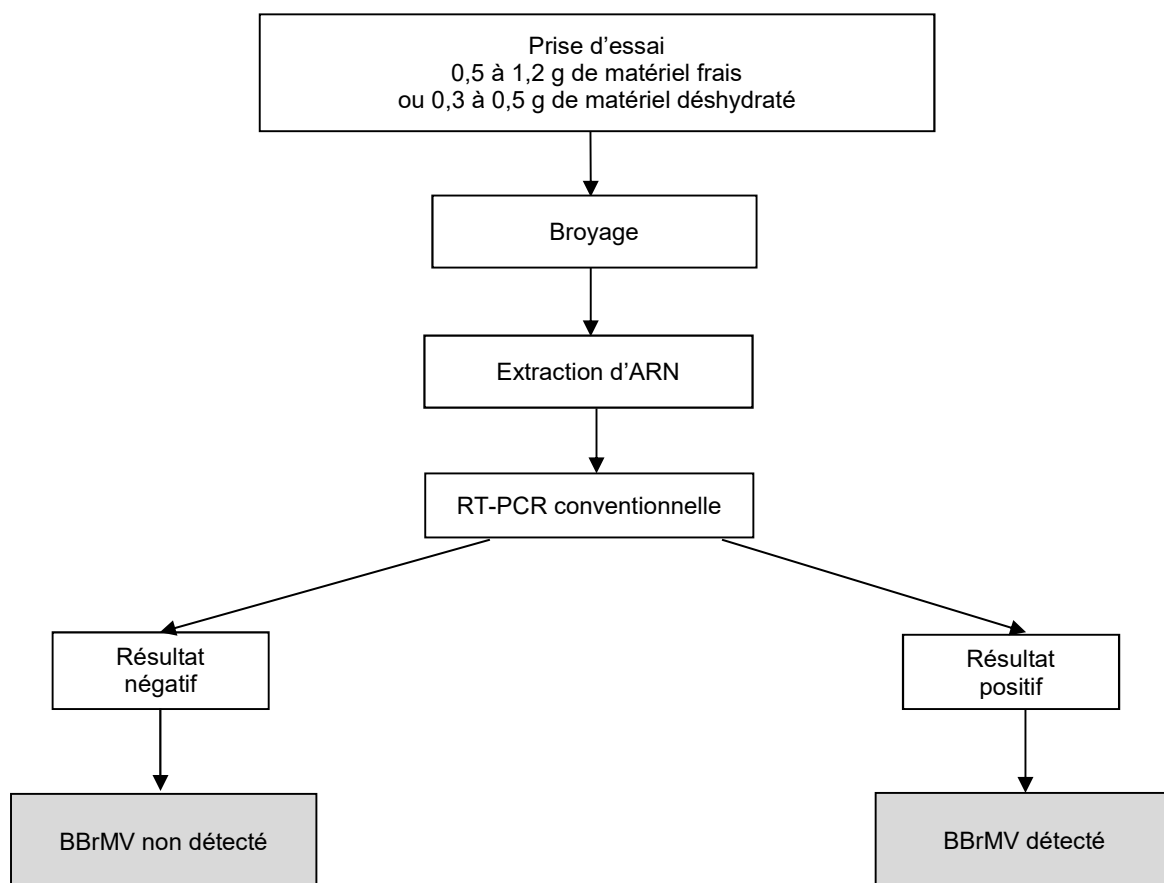 Prise d’essai
0,5 à 1,2 g de matériel frais
ou 0,3 à 0,5 g de matériel déshydraté
Broyage
Extraction d’ARN
RT-PCR conventionnelle
Résultat
négatif
Résultat
positif
BBrMV non détecté
BBrMV détecté